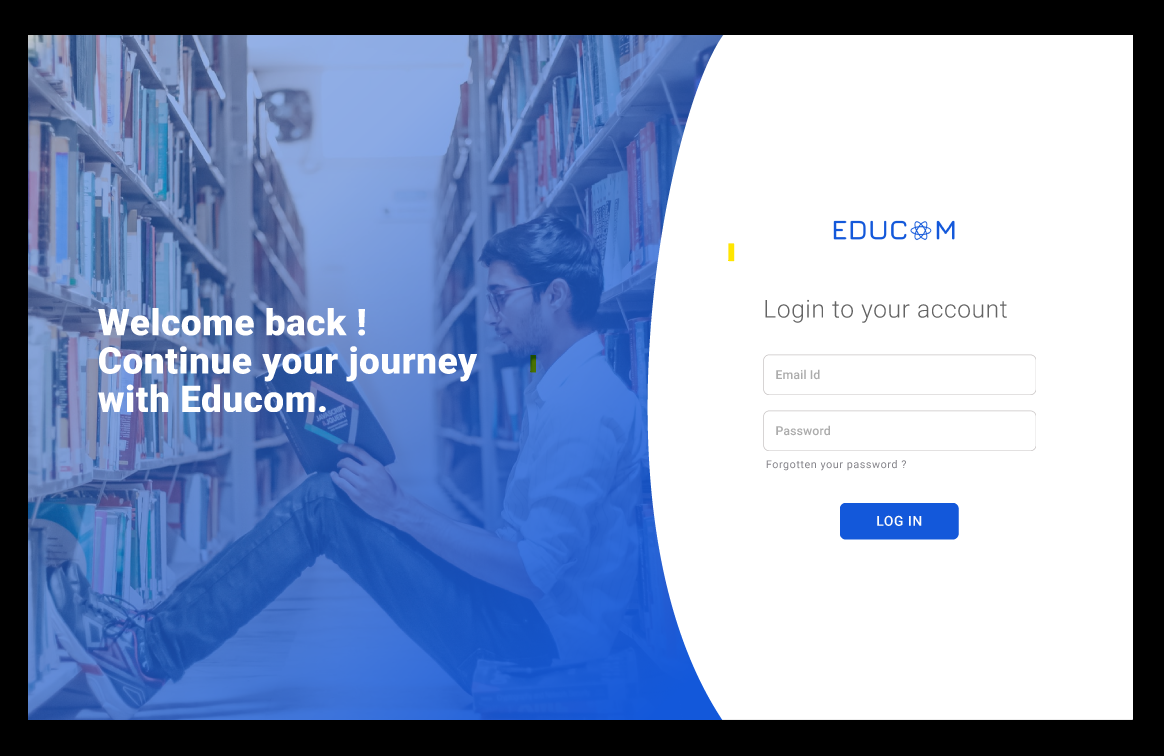 Welcome back !
Continue your journey
with Educom.
EDUCOM
Login to your account
Email Id
Password
Forgotten your password ?
LOG IN